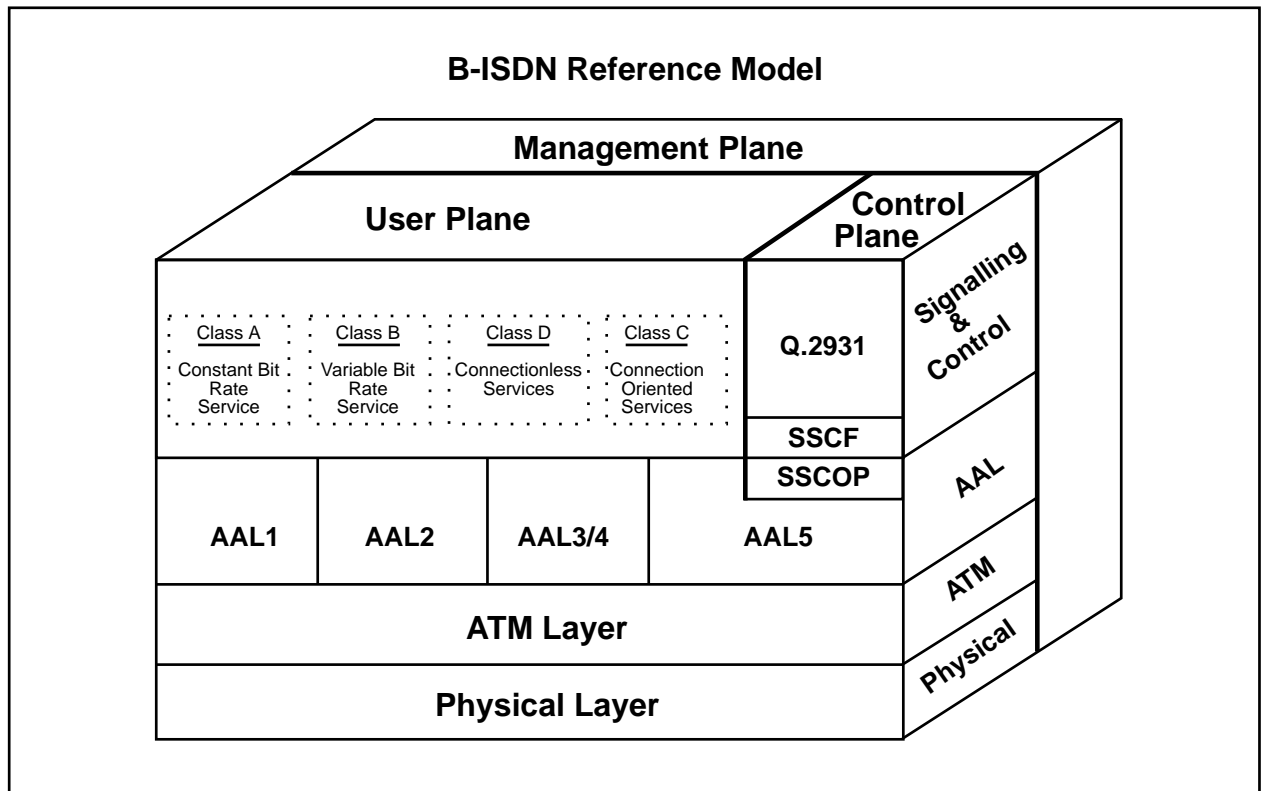 B-ISDN Reference Model
Management Plane
User Plane
Control
Plane
Class A
Constant Bit
Rate
Service
Class B
Variable Bit
Rate
Service
Class D
Connectionless
Services
Class C
Connection
Oriented
Services
Q.2931
SSCF
SSCOP
Signalling
&
Control
AAL1
AAL2
AAL3/4
AAL5
AAL
ATM Layer
ATM
Physical Layer
Physical